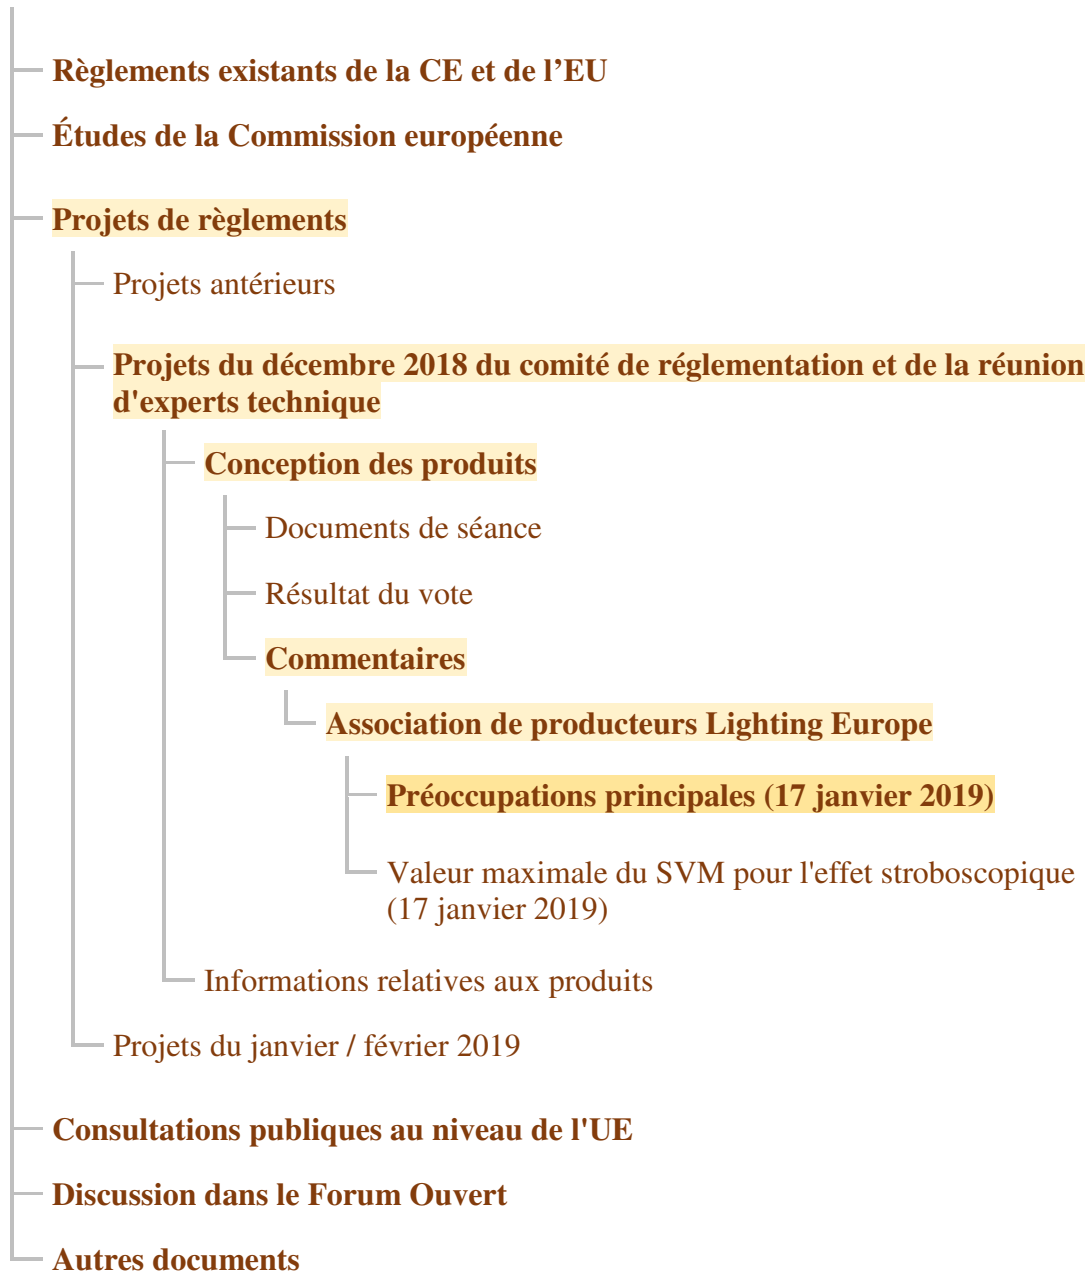 Règlements existants de la CE et de l’EU
Études de la Commission européenne
Projets de règlements
Projets antérieurs
Projets du décembre 2018 du comité de réglementation et de la réunion
d'experts technique
Conception des produits
Documents de séance
Résultat du vote
Commentaires
Association de producteurs Lighting Europe
Préoccupations principales (17 janvier 2019)
Valeur maximale du SVM pour l'effet stroboscopique
(17 janvier 2019)
Informations relatives aux produits
Projets du janvier / février 2019
Consultations publiques au niveau de l'UE
Discussion dans le Forum Ouvert
Autres documents